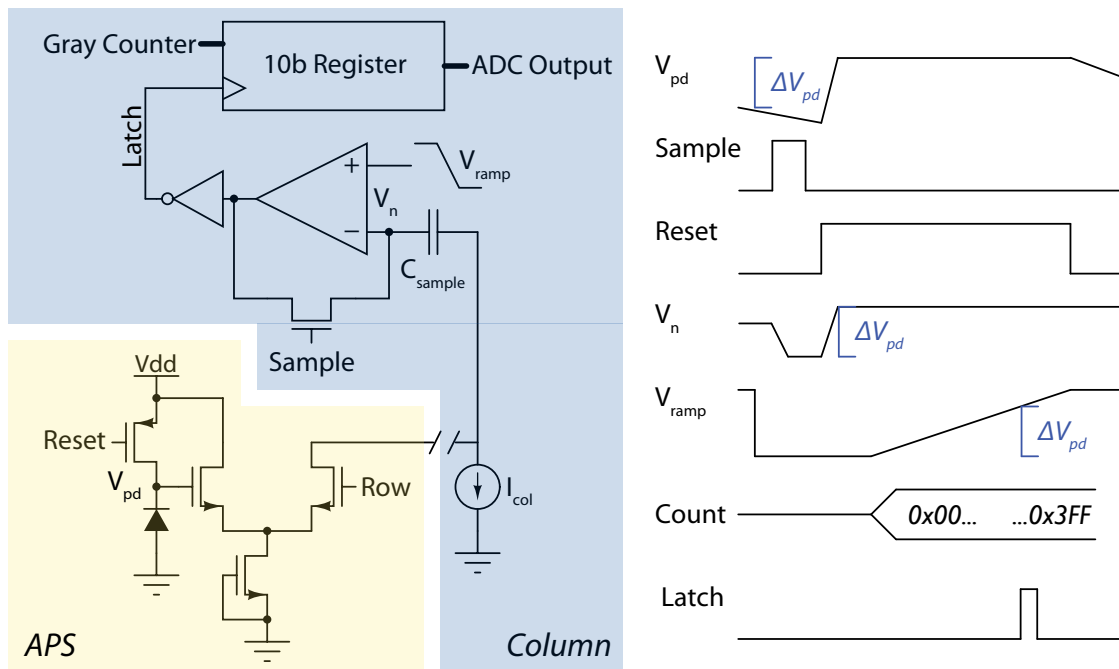 Gray Counter
10b Register
ADC Output
Latch
+
V_ramp
V_n
−
C_sample
Sample
Vdd
Reset
V_pd
Row
I_col
APS
Column
V_pd
ΔV_pd
Sample
Reset
V_n
ΔV_pd
V_ramp
ΔV_pd
Count
0x00... ...0x3FF
Latch